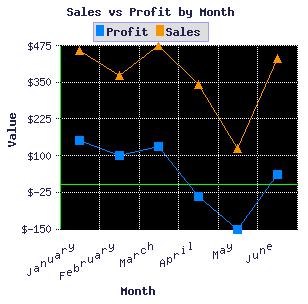 Sales vs Profit by Month
Profit Sales
$475
$350
$225
$100
$-25
$-150
Value
January
February
March
April
May
June
Month